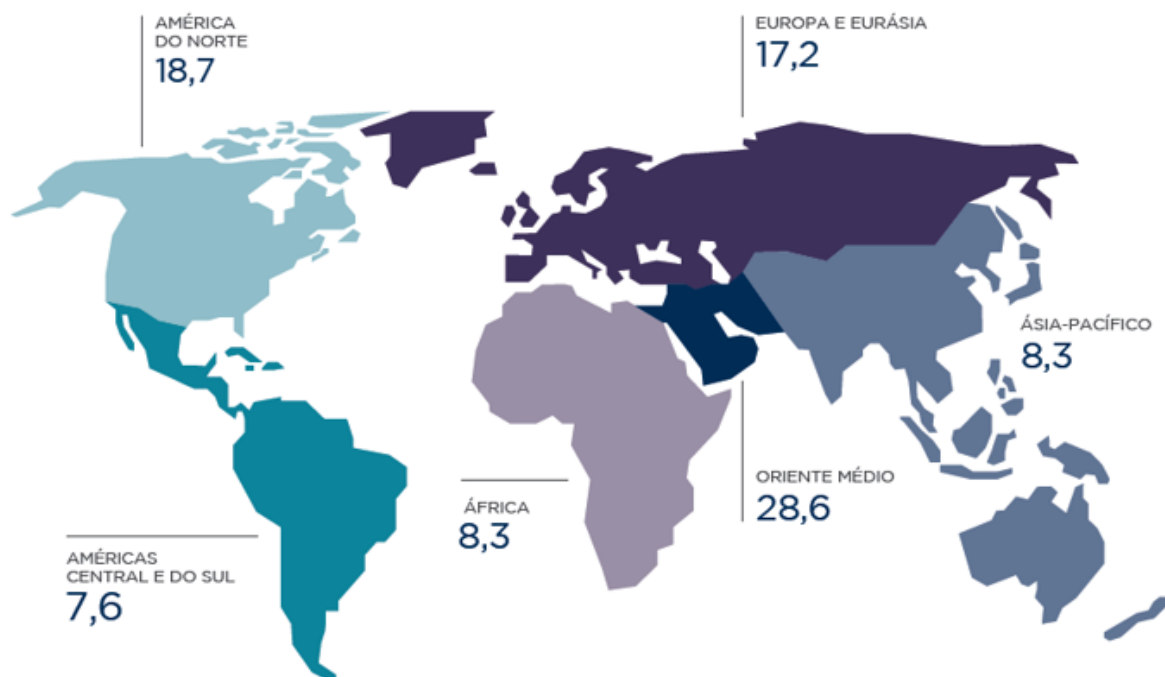 AMÉRICA
DO NORTE
18,7
EUROPA E EURÁSIA
17,2
ÁSIA-PACÍFICO
8,3
ORIENTE MÉDIO
28,6
ÁFRICA
8,3
AMÉRICAS
CENTRAL E DO SUL
7,6